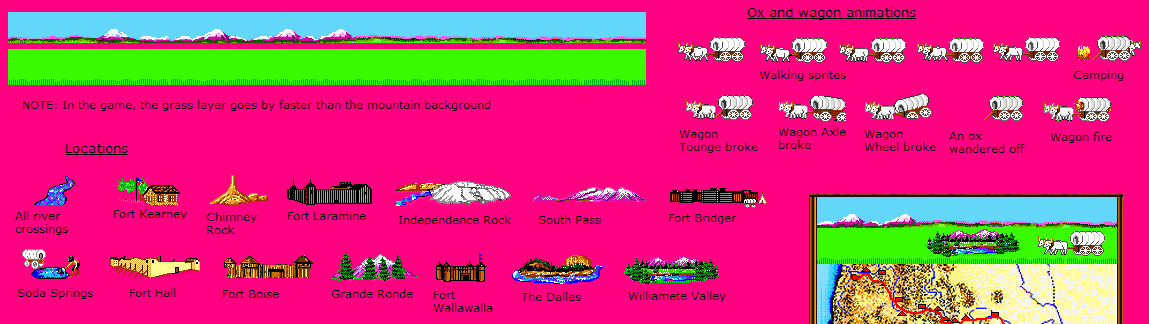 Ox and wagon animations
Walking sprites
Camping
NOTE: In the game, the grass layer goes by faster than the mountain background
Wagon
Tounge broke
Wagon Axle
broke
Wagon
Wheel broke
An ox
wandered off
Wagon fire
Locations
All river
crossings
Fort Kearney
Chimney
Rock
Fort Laramine
Independence Rock
South Pass
Fort Bridger
Soda Springs
Fort Hall
Fort Boise
Grande Ronde
Fort
Wallawalla
The Dalles
Williamete Valley